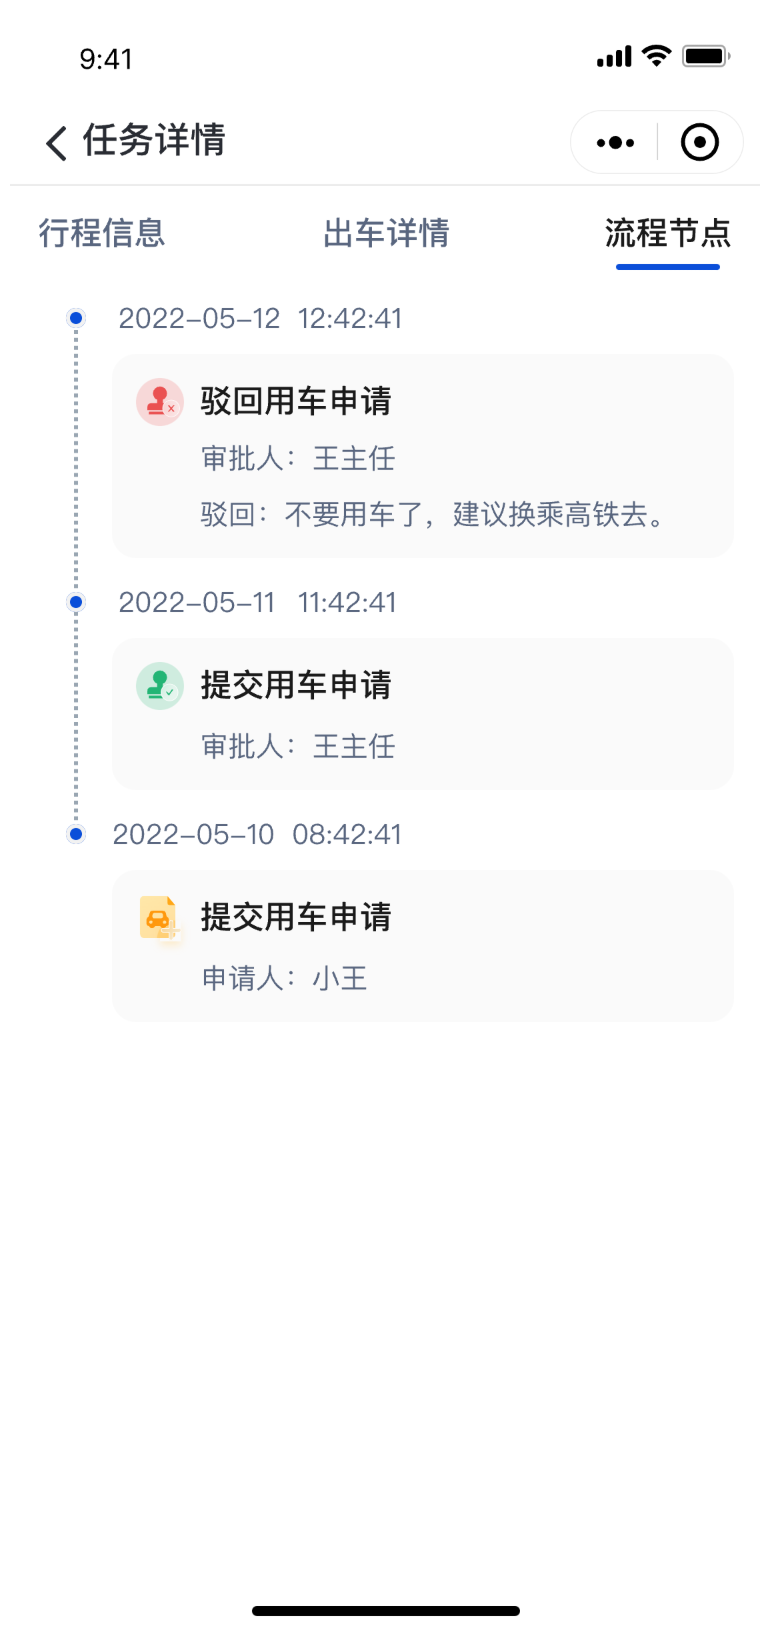 9:41
任务详情
行程信息 出车详情 流程节点
2022-05-12 12:42:41
驳回用车申请
审批人：王主任
驳回：不要用车了，建议换乘高铁去。
2022-05-11 11:42:41
提交用车申请
审批人：王主任
2022-05-10 08:42:41
提交用车申请
申请人：小王